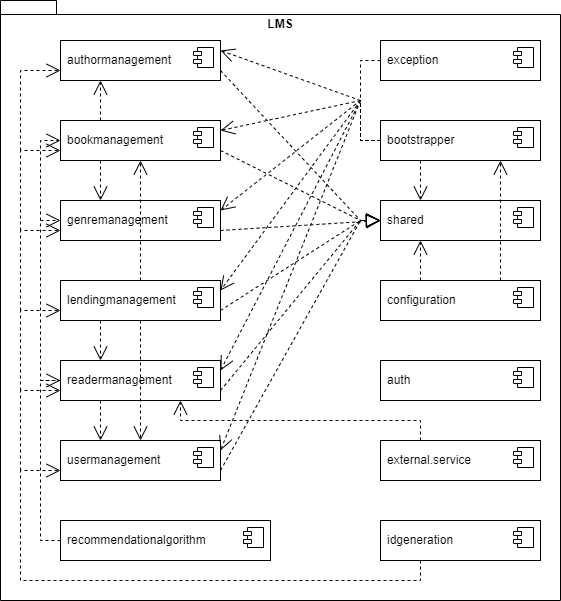 LMS
authormanagement
exception
bookmanagement
bootstrapper
genremanagement
shared
lendingmanagement
configuration
readermanagement
auth
usermanagement
external.service
recommendationalgorithm
idgeneration